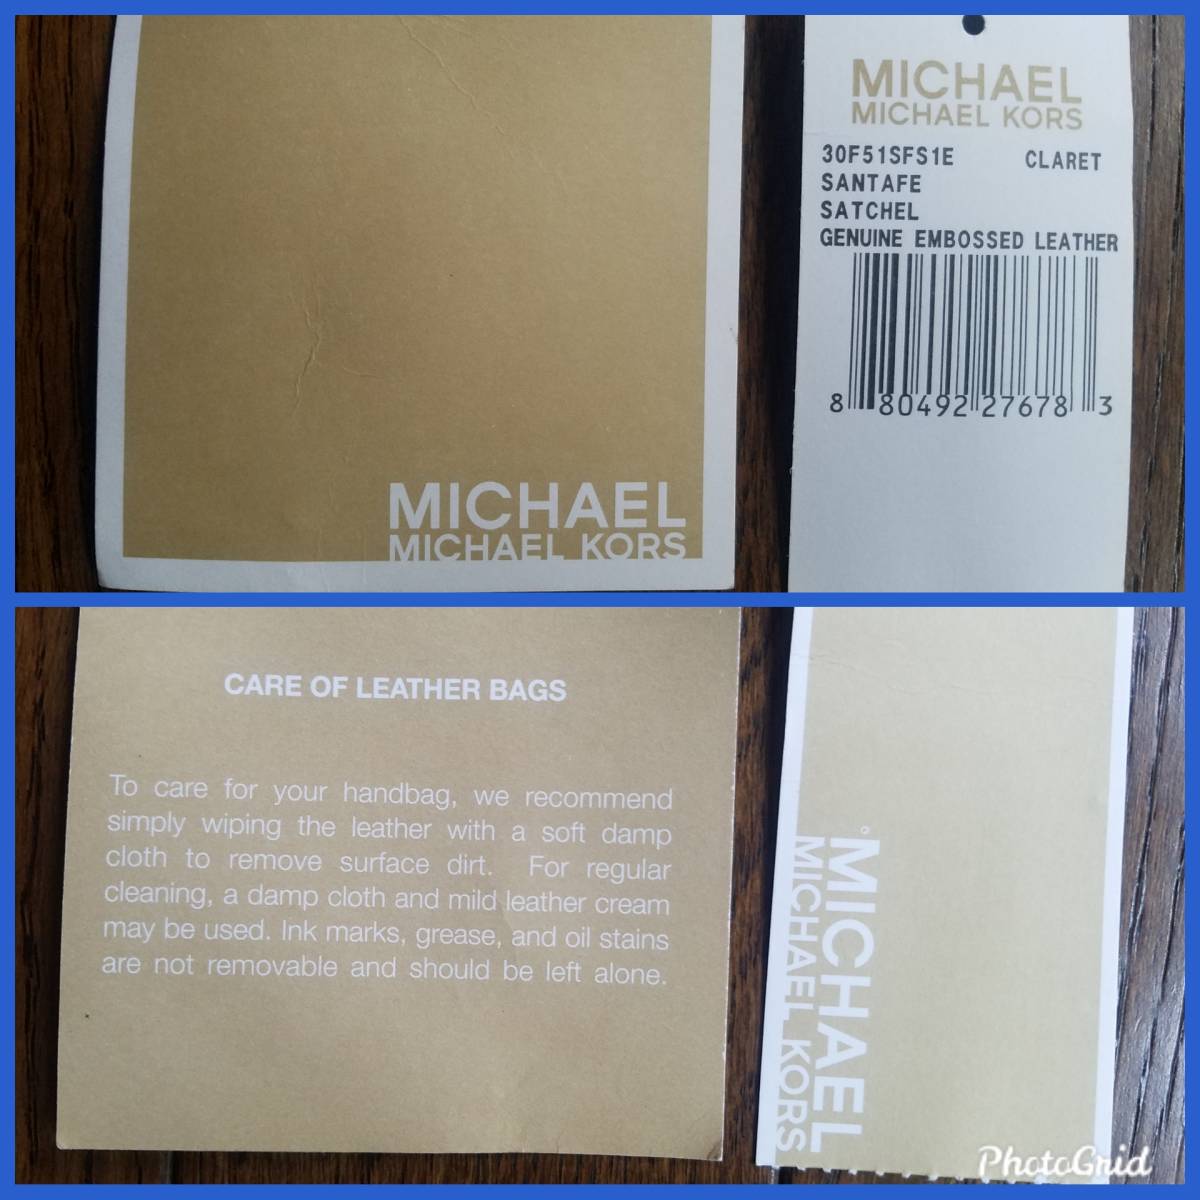 MICHAEL
MICHAEL KORS
MICHAEL
MICHAEL KORS
30F51SFS1E CLARET
SANTAFE
SATCHEL
GENUINE EMBOSSED LEATHER
8 80492 27678 3
CARE OF LEATHER BAGS
To care for your handbag, we recommend
simply wiping the leather with a soft damp
cloth to remove surface dirt. For regular
cleaning, a damp cloth and mild leather cream
may be used. Ink marks, grease, and oil stains
are not removable and should be left alone.
MICHAEL
MICHAEL KORS
PhotoGrid